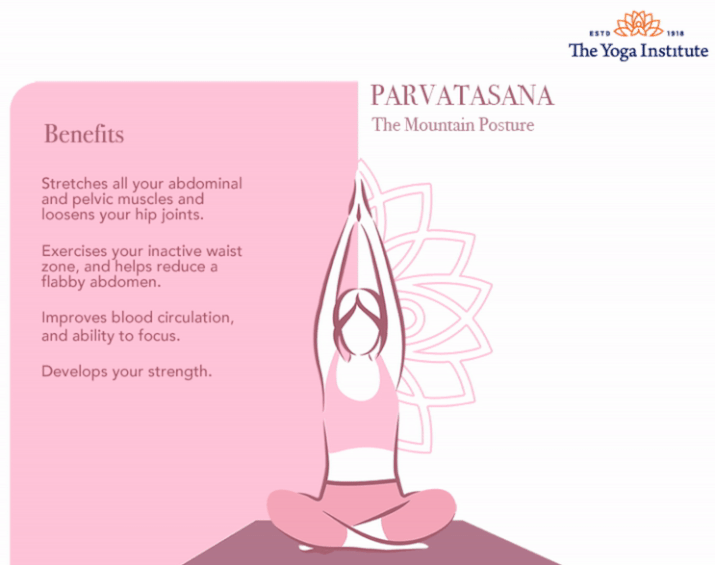 ESTD 1918
The Yoga Institute
PARVATASANA
The Mountain Posture
Benefits
Stretches all your abdominal
and pelvic muscles and
loosens your hip joints.
Exercises your inactive waist
zone, and helps reduce a
flabby abdomen.
Improves blood circulation,
and ability to focus.
Develops your strength.